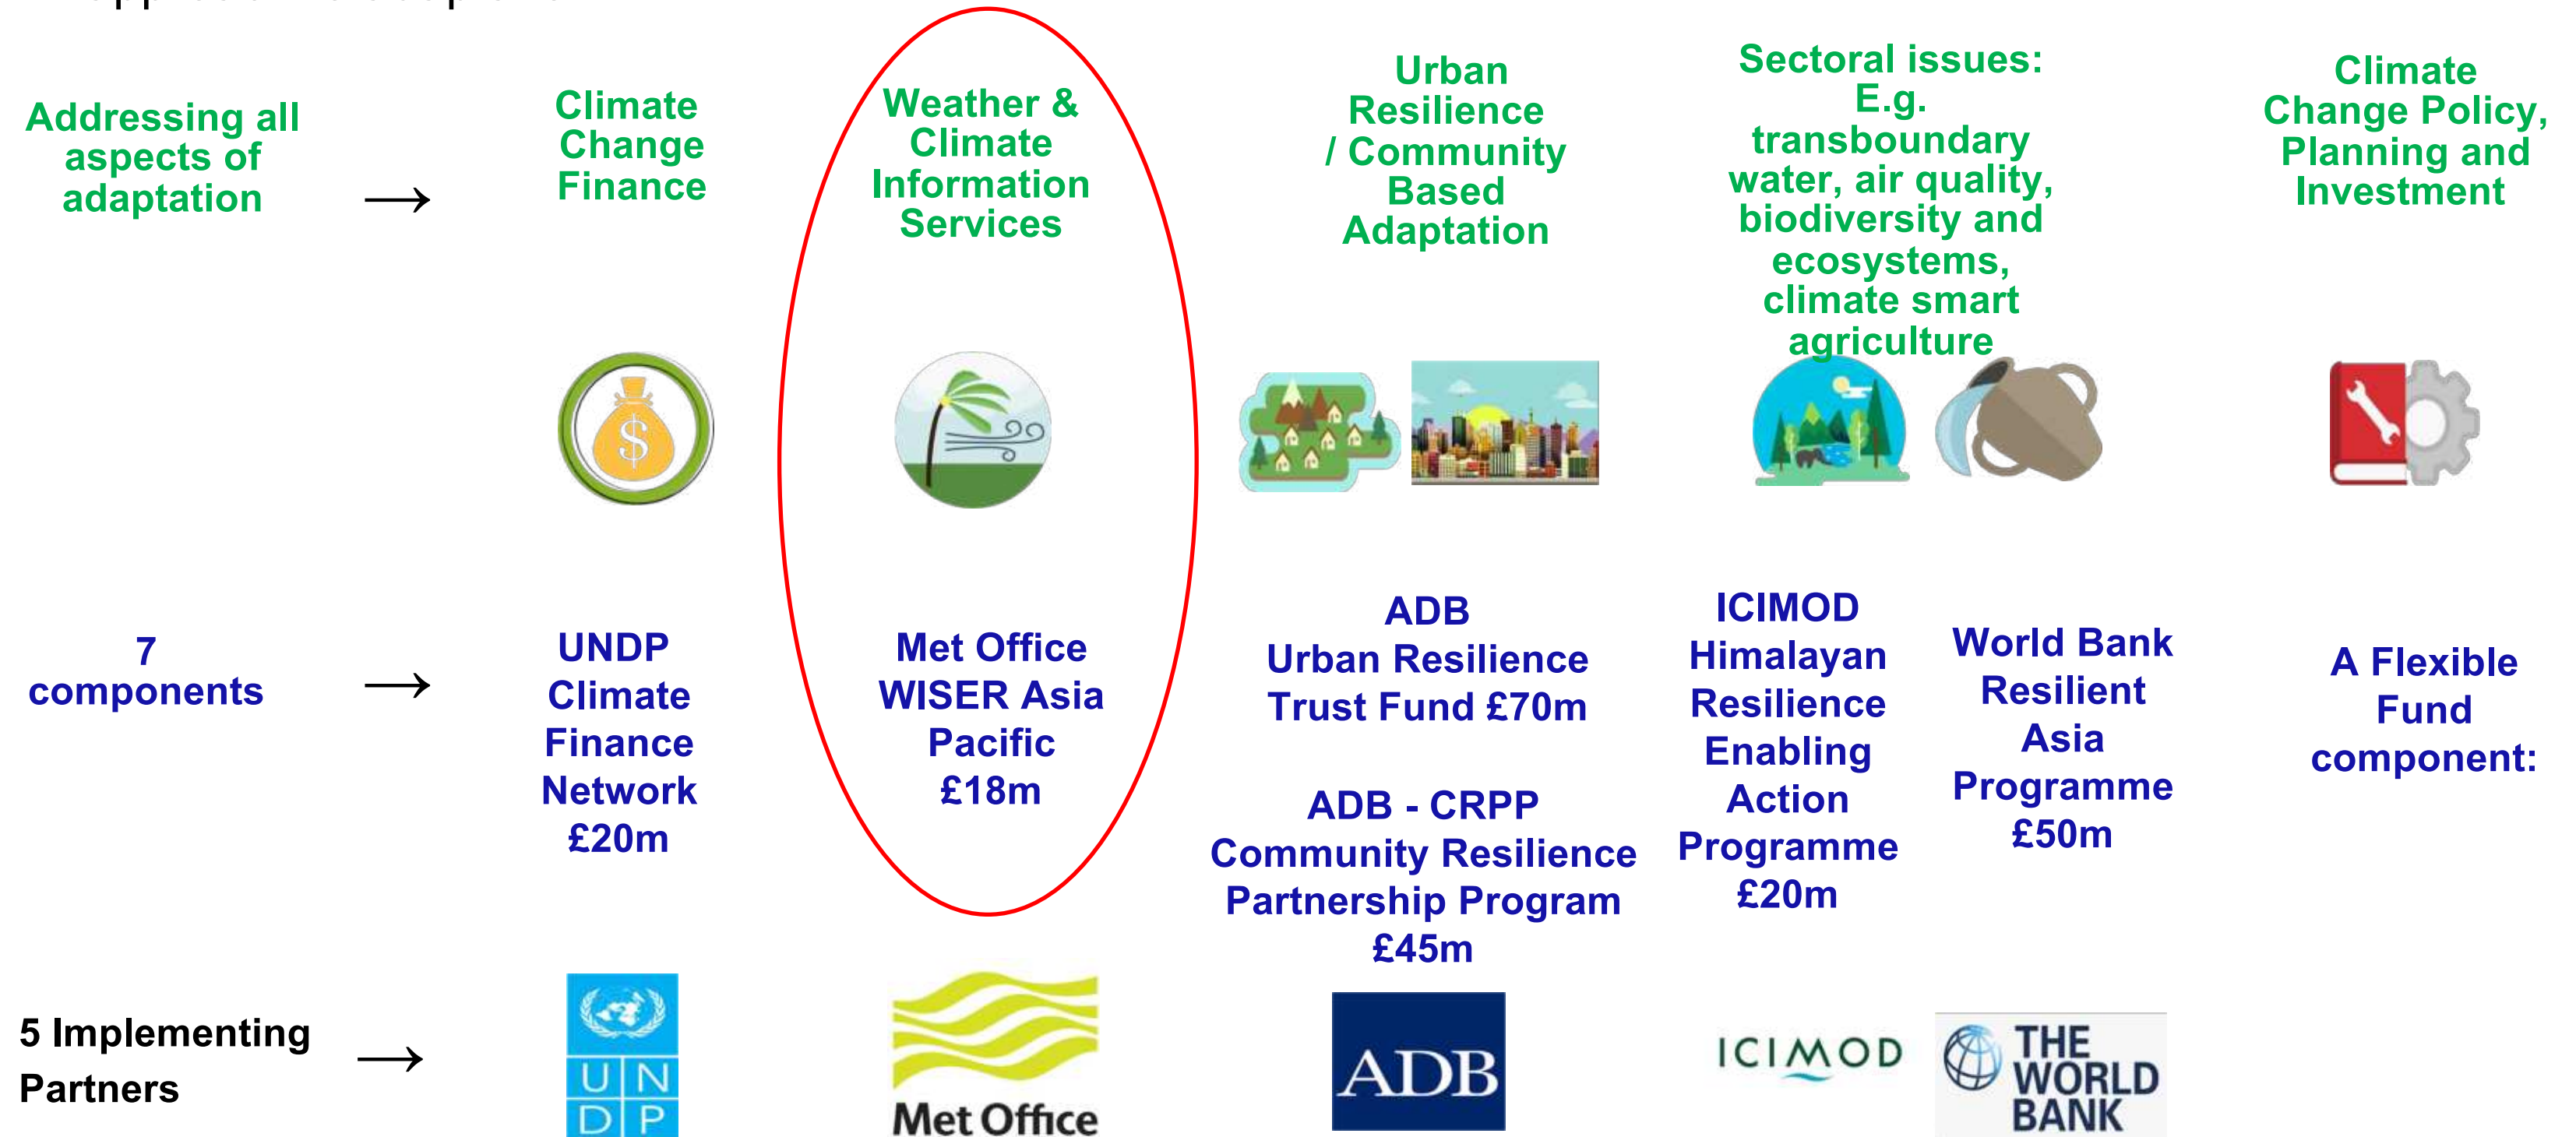 Addressing all
aspects of
adaptation
→
Climate
Change
Finance
Weather &
Climate
Information
Services
Urban
Resilience
/ Community
Based
Adaptation
Sectoral issues:
E.g.
transboundary
water, air quality,
biodiversity and
ecosystems,
climate smart
agriculture
Climate
Change Policy,
Planning and
Investment
$
7
components
→
UNDP
Climate
Finance
Network
£20m
Met Office
WISER Asia
Pacific
£18m
ADB
Urban Resilience
Trust Fund £70m
ADB - CRPP
Community Resilience
Partnership Program
£45m
ICIMOD
Himalayan
Resilience
Enabling
Action
Programme
£20m
World Bank
Resilient
Asia
Programme
£50m
A Flexible
Fund
component:
5 Implementing
Partners
→
U N
D P
Met Office
ADB
ICIMOD
THE
WORLD
BANK